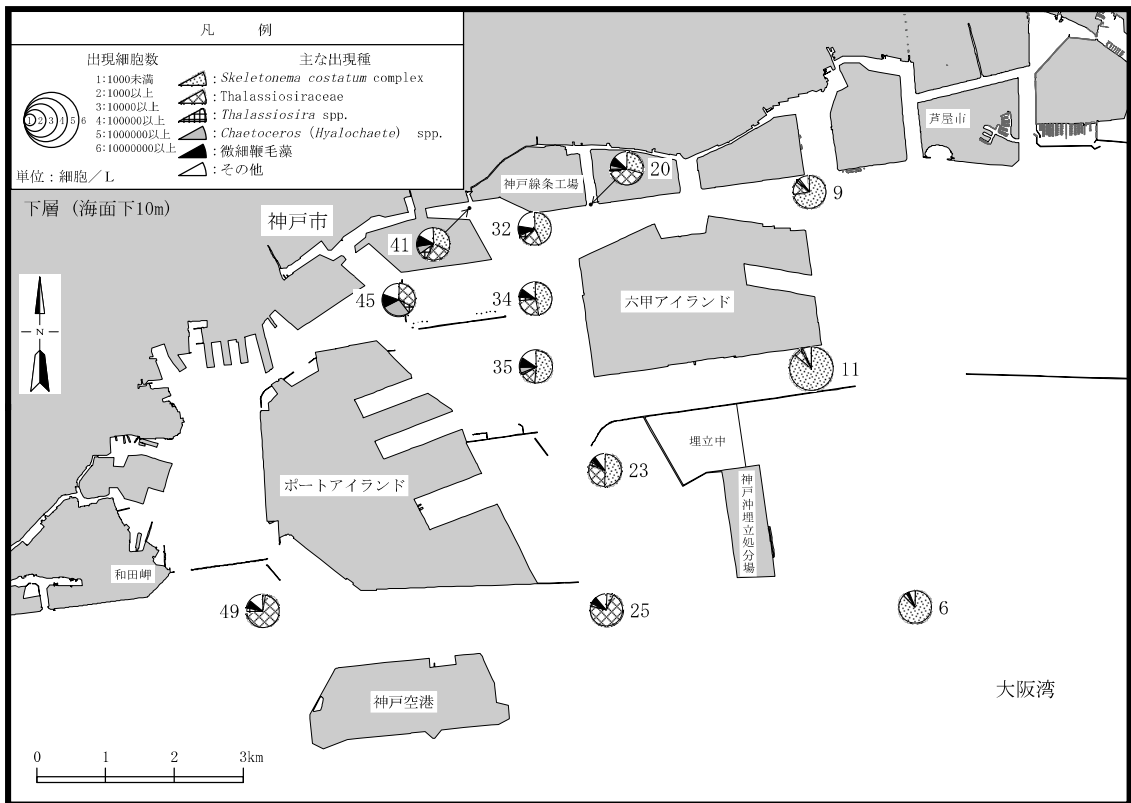 凡 例
出現細胞数
1:1000未満
2:1000以上
3:10000以上
4:100000以上
5:1000000以上
6:10000000以上
1 2 3 4 5 6
単位：細胞／L
主な出現種
: Skeletonema costatum complex
: Thalassiosiraceae
: Thalassiosira spp.
: Chaetoceros (Hyalochaete) spp.
: 微細鞭毛藻
: その他
下層 (海面下10m)
神戸市
芦屋市
神戸線条工場
20
9
32
41
45
34
六甲アイランド
35
11
N
埋立中
23
ポートアイランド
神戸沖埋立処分場
和田岬
49
25
6
神戸空港
大阪湾
0 1 2 3km